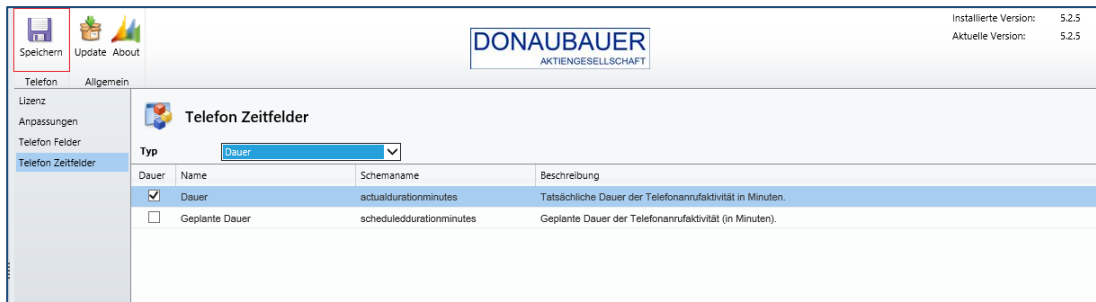 Speichern
Update About
Telefon
Allgemein
DONAUBAUER
AKTIENGESELLSCHAFT
Installierte Version: 5.2.5
Aktuelle Version: 5.2.5
Lizenz
Anpassungen
Telefon Felder
Telefon Zeitfelder
Telefon Zeitfelder
Typ Dauer
Dauer Name Schemaname Beschreibung
Dauer actualdurationminutes Tatsächliche Dauer der Telefonanrufaktivität in Minuten.
Geplante Dauer scheduleddurationminutes Geplante Dauer der Telefonanrufaktivität (in Minuten).